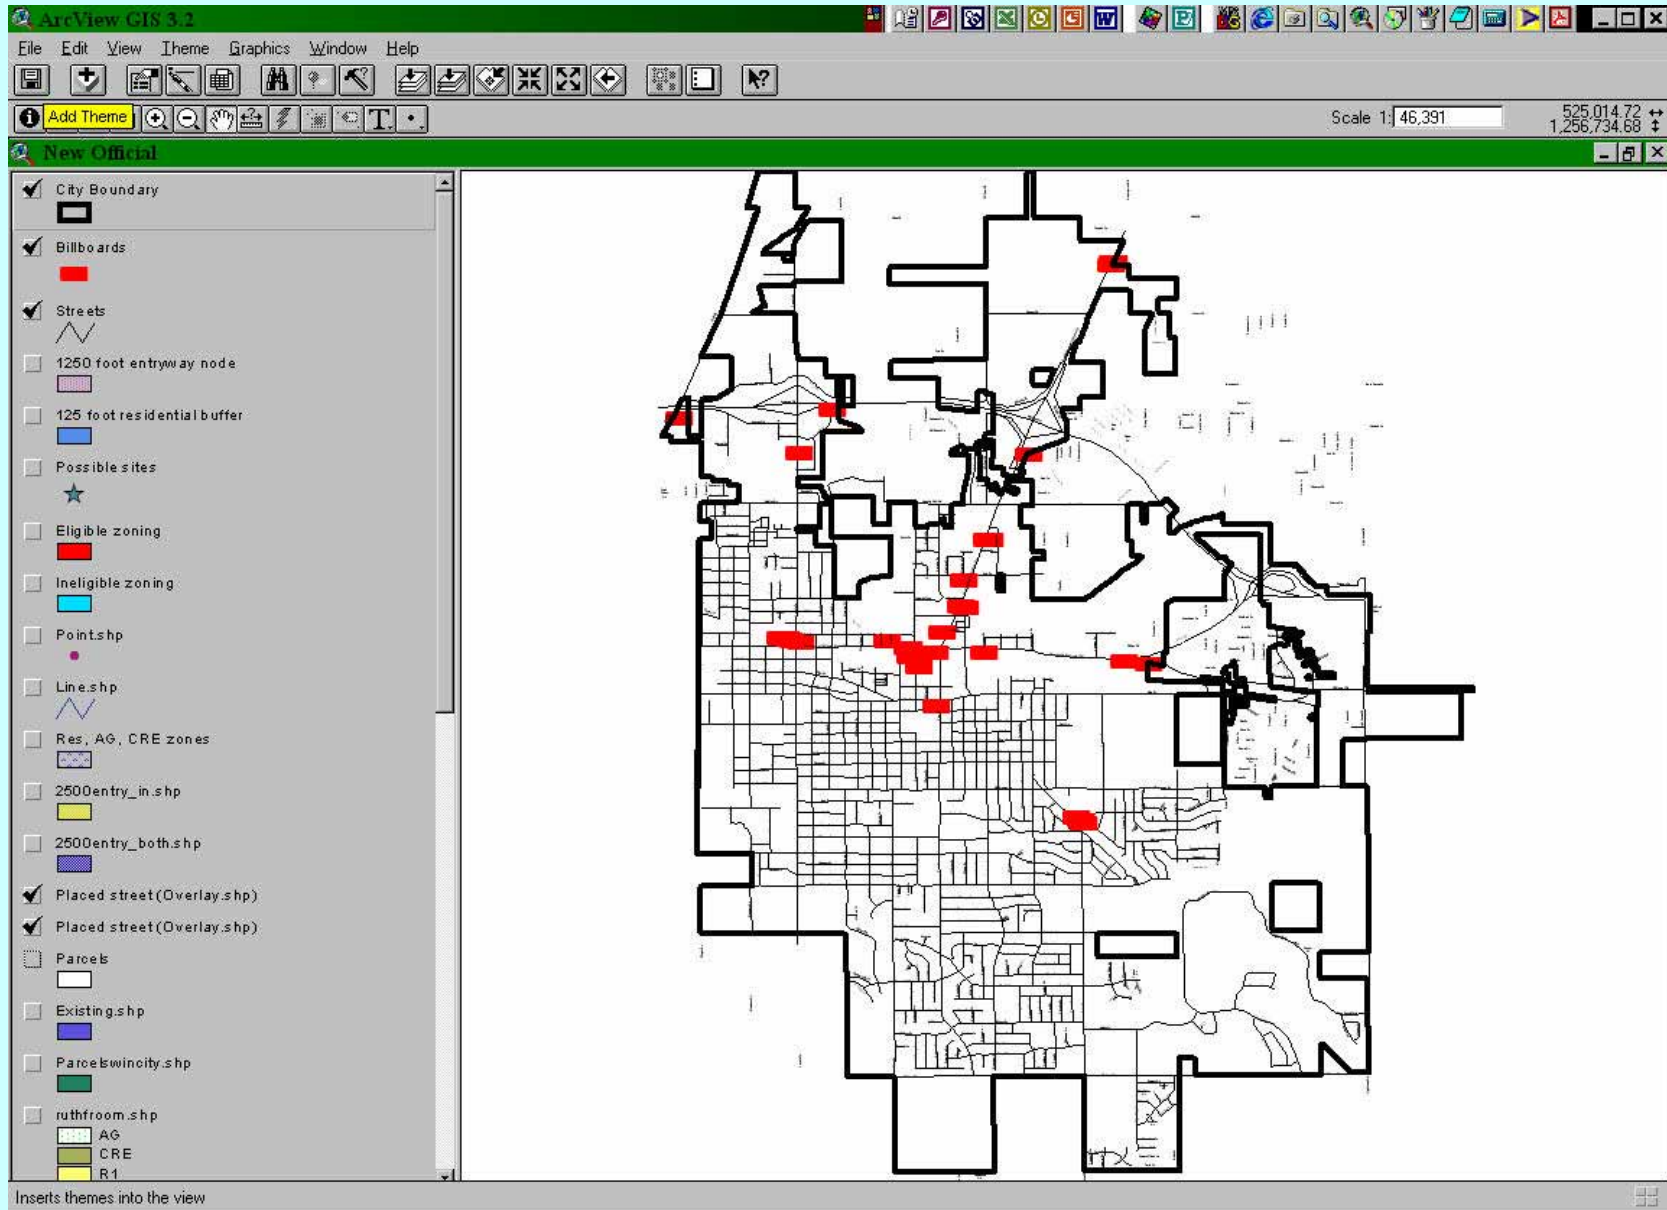 ArcView GIS 3.2
File Edit View Theme Graphics Window Help
Add Theme
Scale 1: 46,391
525,014.72
1,256,734.68
New Official
City Boundary
Billboards
Streets
1250 foot entryway node
125 foot residential buffer
Possible sites
Eligible zoning
Ineligible zoning
Point.shp
Line.shp
Res, AG, CRE zones
2500entry_in.shp
2500entry_both.shp
Placed street(Overlay.shp)
Placed street(Overlay.shp)
Parcels
Existing.shp
Parcelswincity.shp
ruthfroom.shp
AG
CRE
R1
Inserts themes into the view